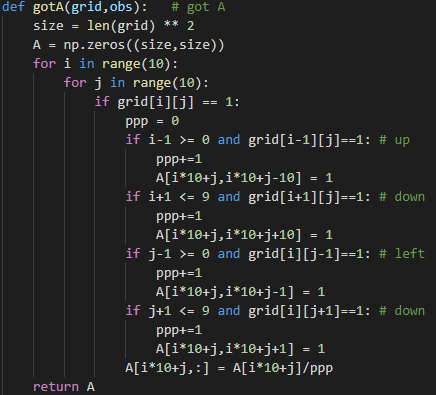 def gotA(grid,obs):   # got A
    size = len(grid) ** 2
    A = np.zeros((size,size))
    for i in range(10):
        for j in range(10):
            if grid[i][j] == 1:
                ppp = 0
                if i-1 >= 0 and grid[i-1][j]==1: # up
                    ppp+=1
                    A[i*10+j,i*10+j-10] = 1
                if i+1 <= 9 and grid[i+1][j]==1: # down
                    ppp+=1
                    A[i*10+j,i*10+j+10] = 1
                if j-1 >= 0 and grid[i][j-1]==1: # left
                    ppp+=1
                    A[i*10+j,i*10+j-1] = 1
                if j+1 <= 9 and grid[i][j+1]==1: # down
                    ppp+=1
                    A[i*10+j,i*10+j+1] = 1
                A[i*10+j,:] = A[i*10+j]/ppp
    return A